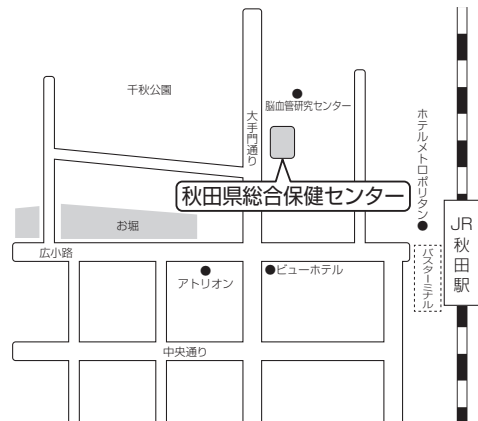 千秋公園
脳血管研究センター
大手門通り
ホテルメトロポリタン
秋田県総合保健センター
お堀
JR
秋田駅
広小路
バスターミナル
アトリオン
ビューホテル
中央通り